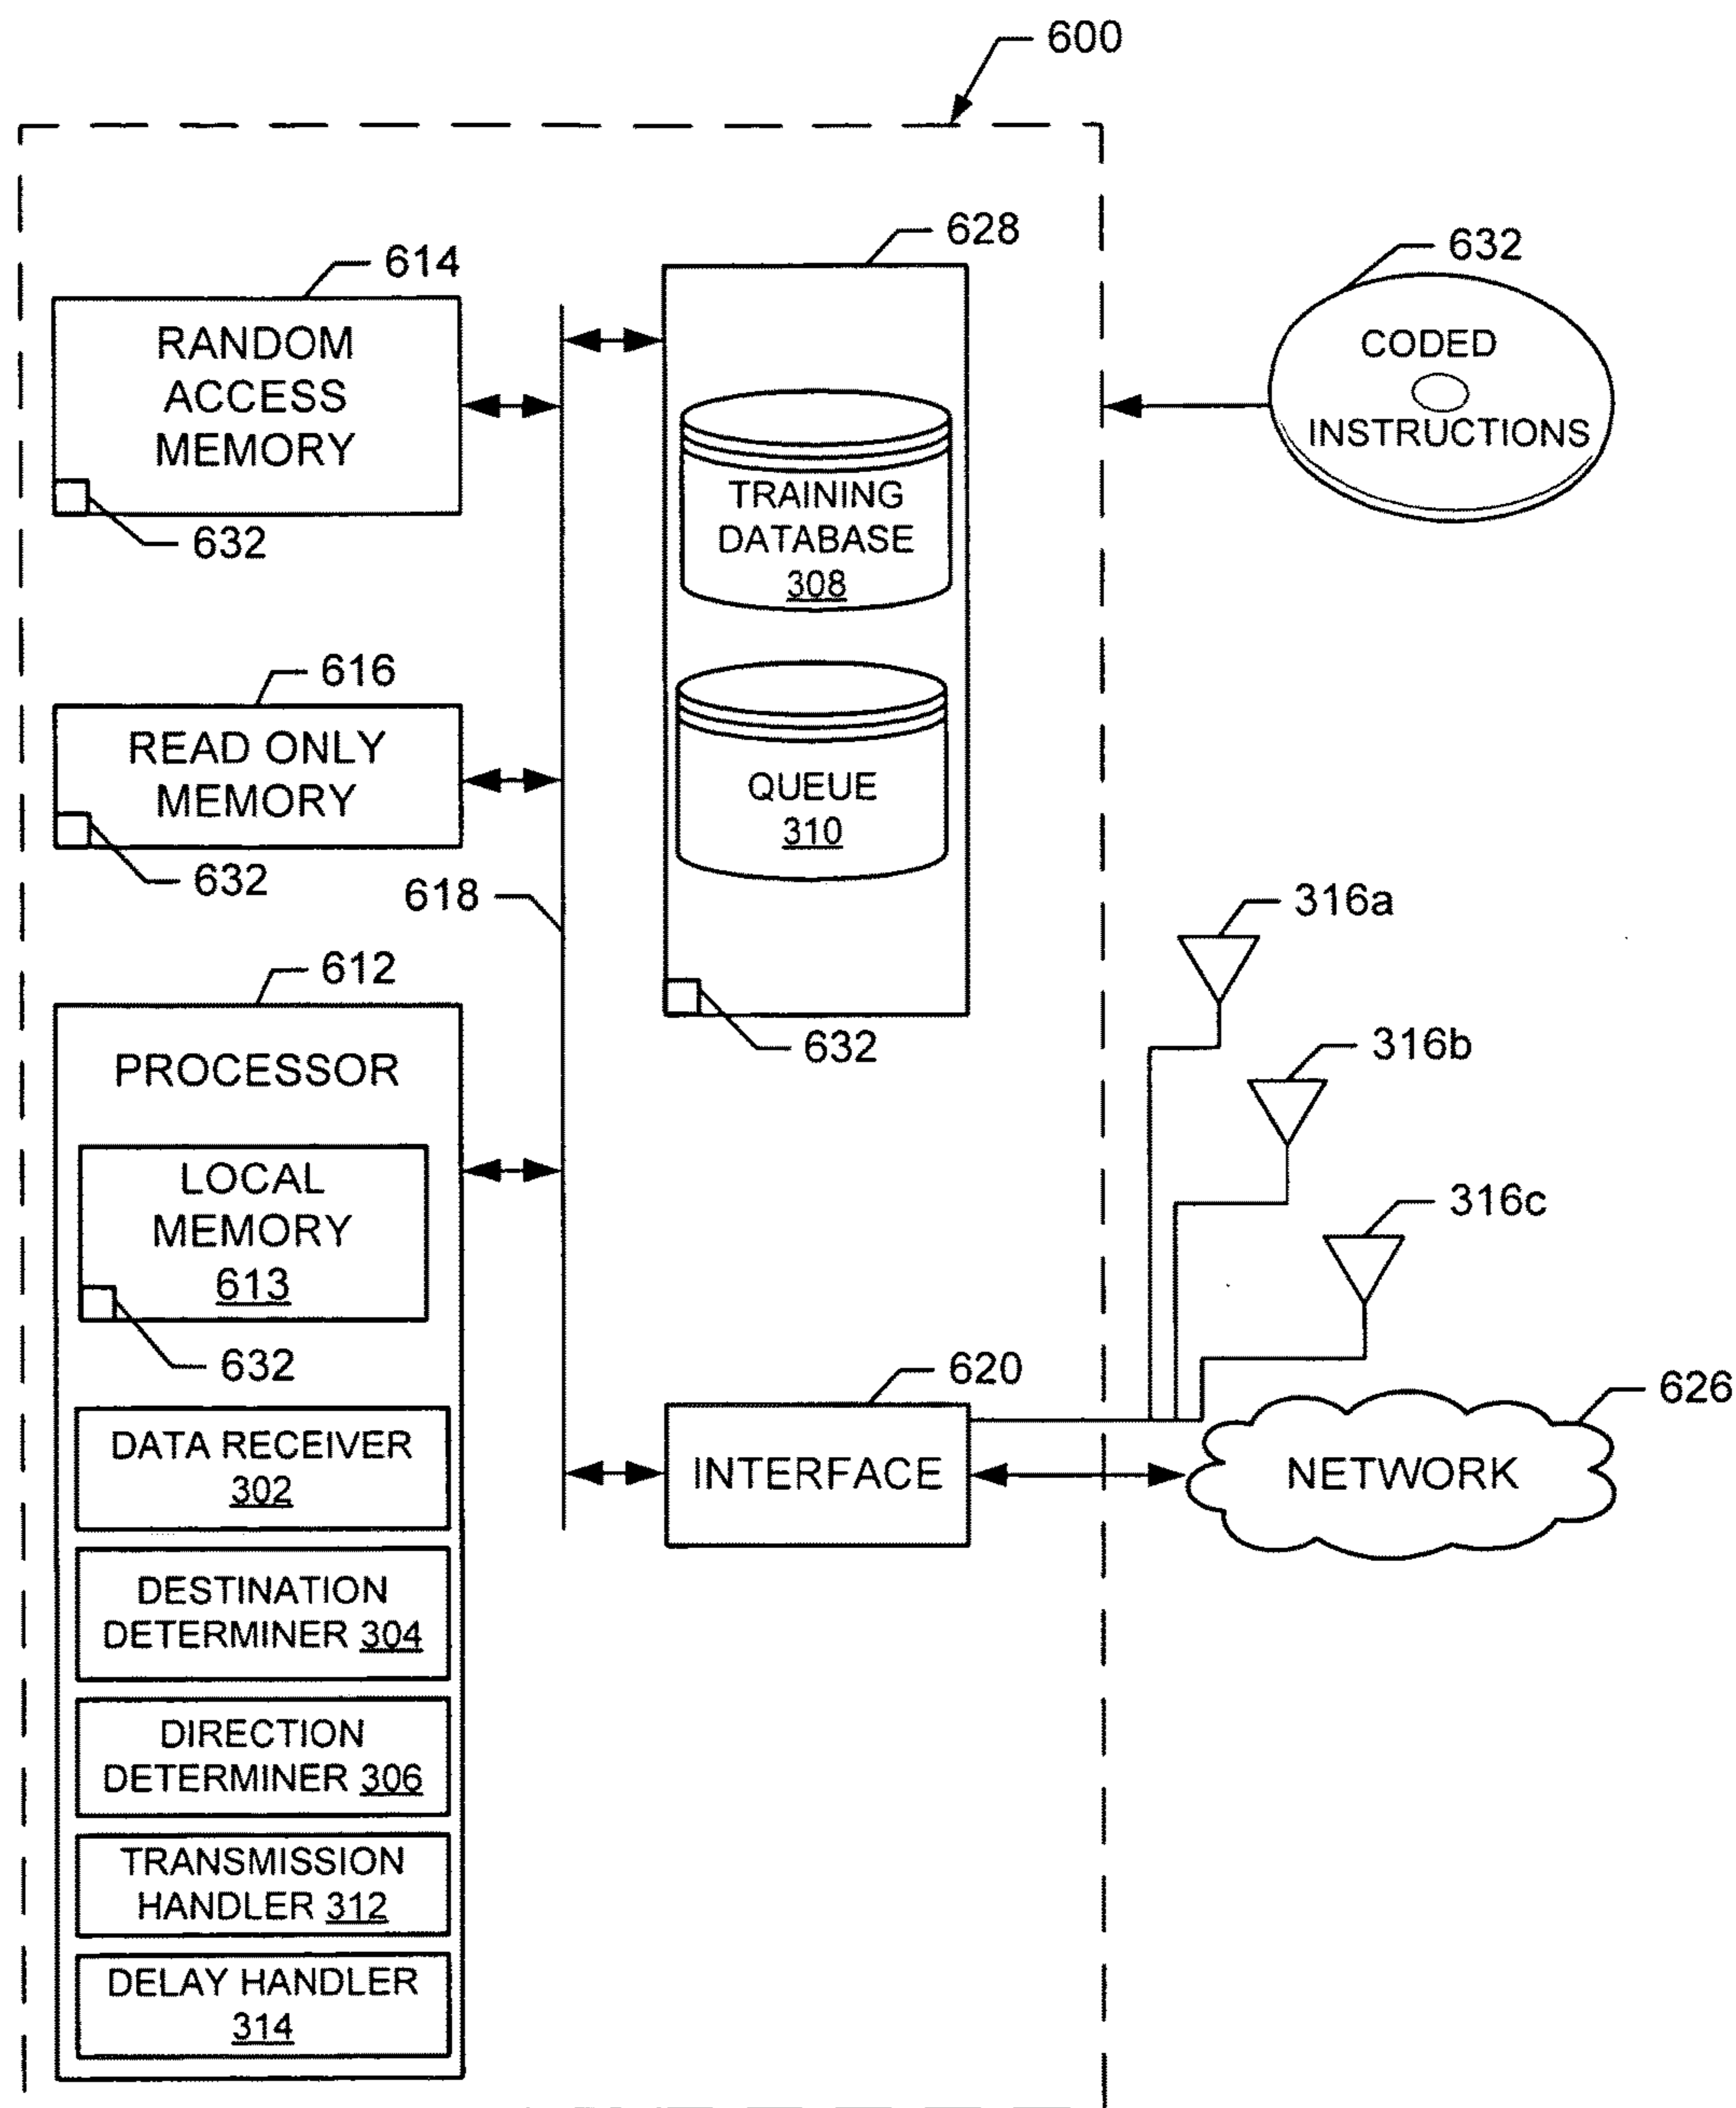 600
628
614
632
RANDOM
ACCESS
MEMORY
632
CODED
INSTRUCTIONS
TRAINING
DATABASE
308
616
READ ONLY
MEMORY
632
QUEUE
310
618
316a
612
632
316b
PROCESSOR
LOCAL
MEMORY
613
632
316c
620
626
DATA RECEIVER
302
INTERFACE
NETWORK
DESTINATION
DETERMINER 304
DIRECTION
DETERMINER 306
TRANSMISSION
HANDLER 312
DELAY HANDLER
314